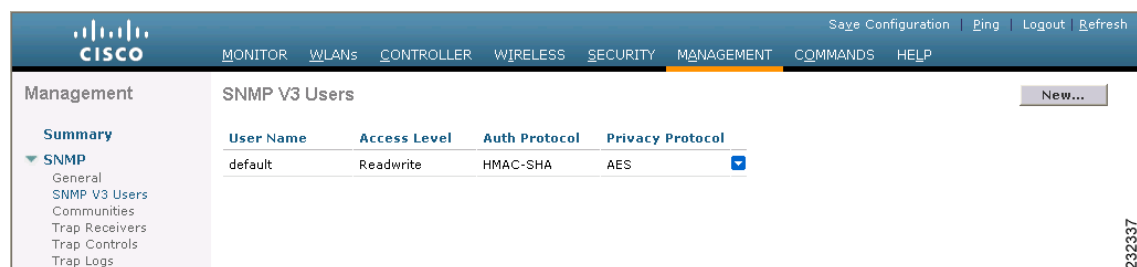 Save Configuration | Ping | Logout | Refresh
CISCO
MONITOR WLANs CONTROLLER WIRELESS SECURITY MANAGEMENT COMMANDS HELP
Management
SNMP V3 Users
New...
Summary
SNMP
General
SNMP V3 Users
Communities
Trap Receivers
Trap Controls
Trap Logs
User Name Access Level Auth Protocol Privacy Protocol
default Readwrite HMAC-SHA AES
232337